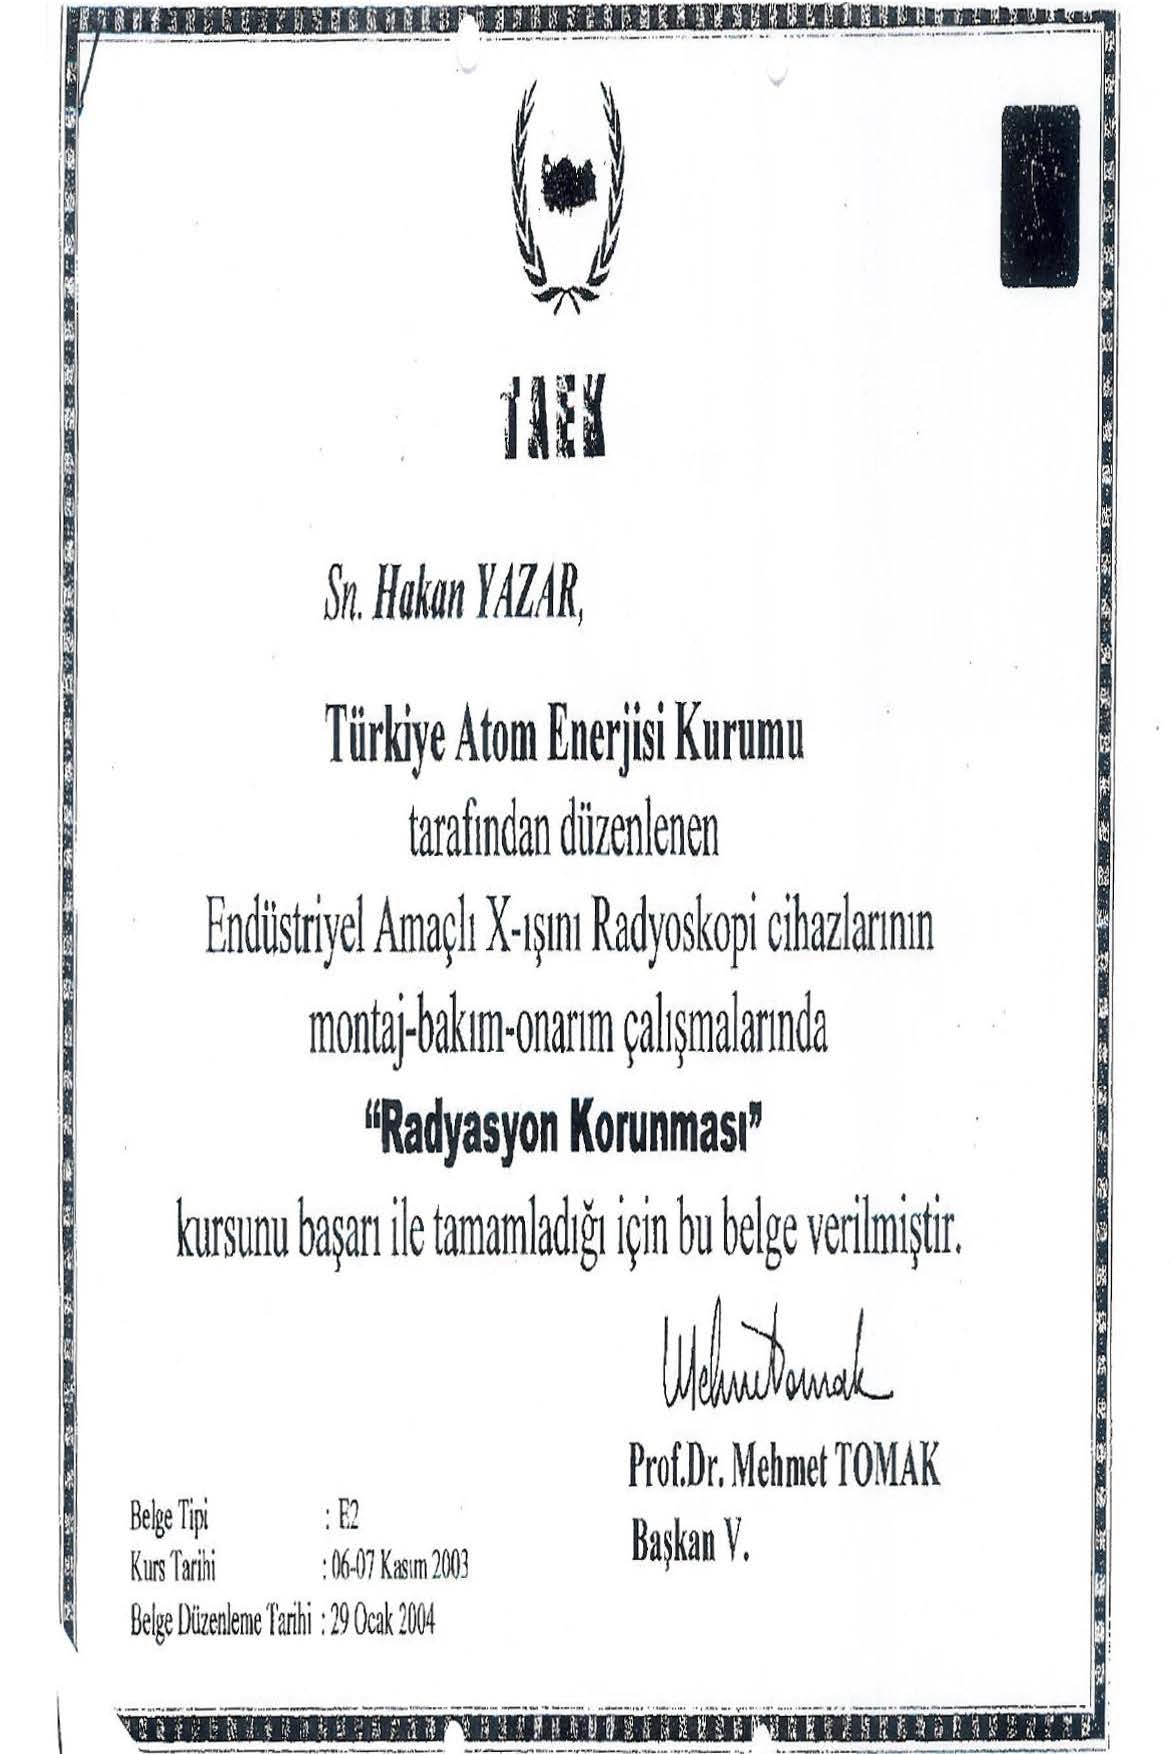 TAEK
Sn. Hakan YAZAR,
Türkiye Atom Enerjisi Kurumu
tarafından düzenlenen
Endüstriyel Amaçlı X-ışını Radyoskopi cihazlarının
montaj-bakım-onarım çalışmalarında
“Radyasyon Korunması”
kursunu başarı ile tamamladığı için bu belge verilmiştir.
Mehmet Tomak
Prof.Dr. Mehmet TOMAK
Başkan V.
Belge Tipi : E2
Kurs Tarihi : 06-07 Kasım 2003
Belge Düzenleme Tarihi : 29 Ocak 2004